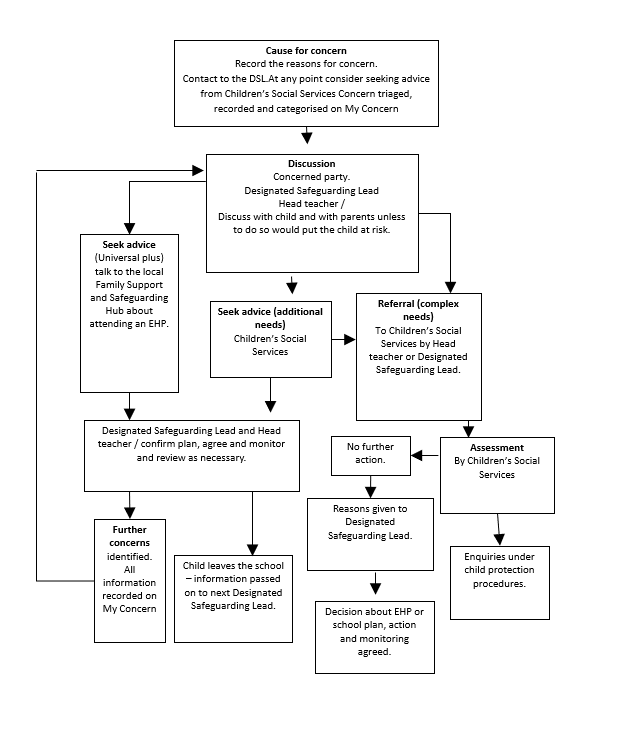 Cause for concern
Record the reasons for concern.
Contact to the DSL.At any point consider seeking advice
from Children's Social Services Concern triaged,
recorded and categorised on My Concern
Discussion
Concerned party.
Designated Safeguarding Lead
Head teacher /
Discuss with child and with parents unless
to do so would put the child at risk.
Seek advice
(Universal plus)
talk to the local
Family Support
and Safeguarding
Hub about
attending an EHP.
Seek advice (additional
needs)
Children's Social
Services
Referral (complex
needs)
To Children's Social
Services by Head
teacher or Designated
Safeguarding Lead.
Designated Safeguarding Lead and Head
teacher / confirm plan, agree and monitor
and review as necessary.
No further
action.
Assessment
By Children's Social
Services
Reasons given to
Designated
Safeguarding Lead.
Further
concerns
identified.
All
information
recorded on
My Concern
Child leaves the school
– information passed
on to next Designated
Safeguarding Lead.
Enquiries under
child protection
procedures.
Decision about EHP or
school plan, action
and monitoring
agreed.